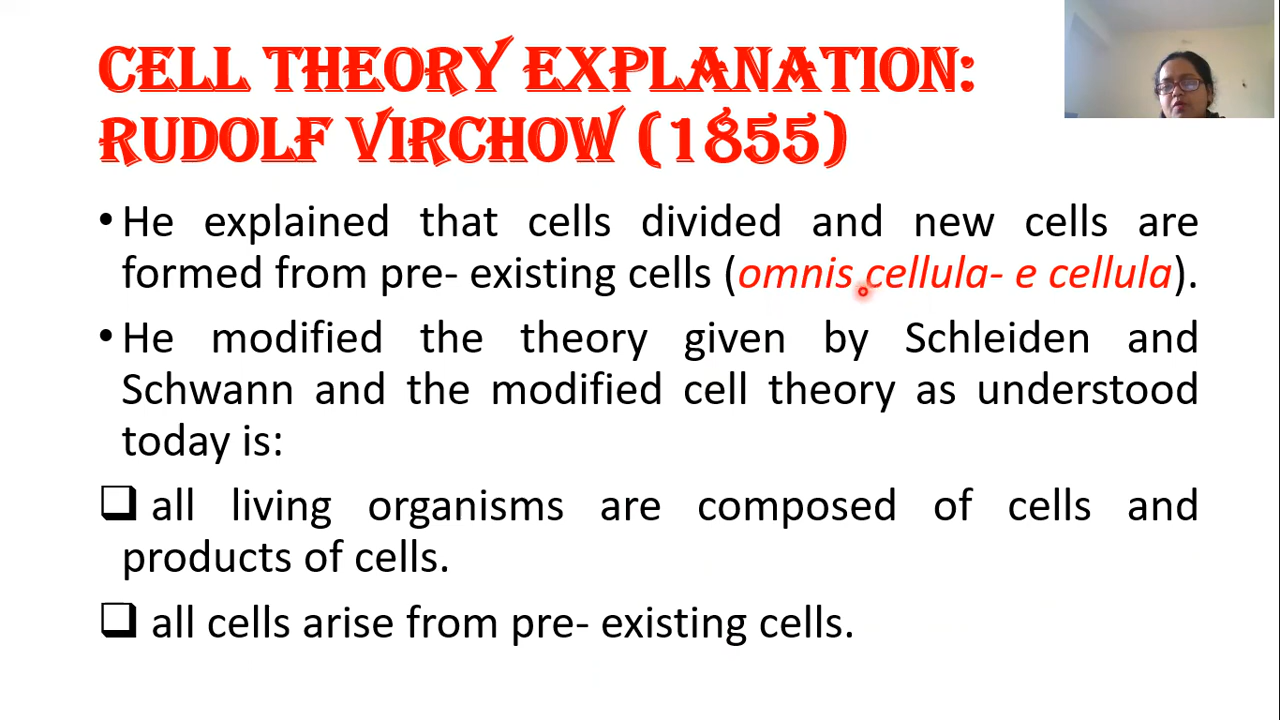 CELL THEORY EXPLANATION:
RUDOLF VIRCHOW (1855)
• He explained that cells divided and new cells are
formed from pre- existing cells (omnis cellula- e cellula).
• He modified the theory given by Schleiden and
Schwann and the modified cell theory as understood
today is:
❑ all living organisms are composed of cells and
products of cells.
❑ all cells arise from pre- existing cells.